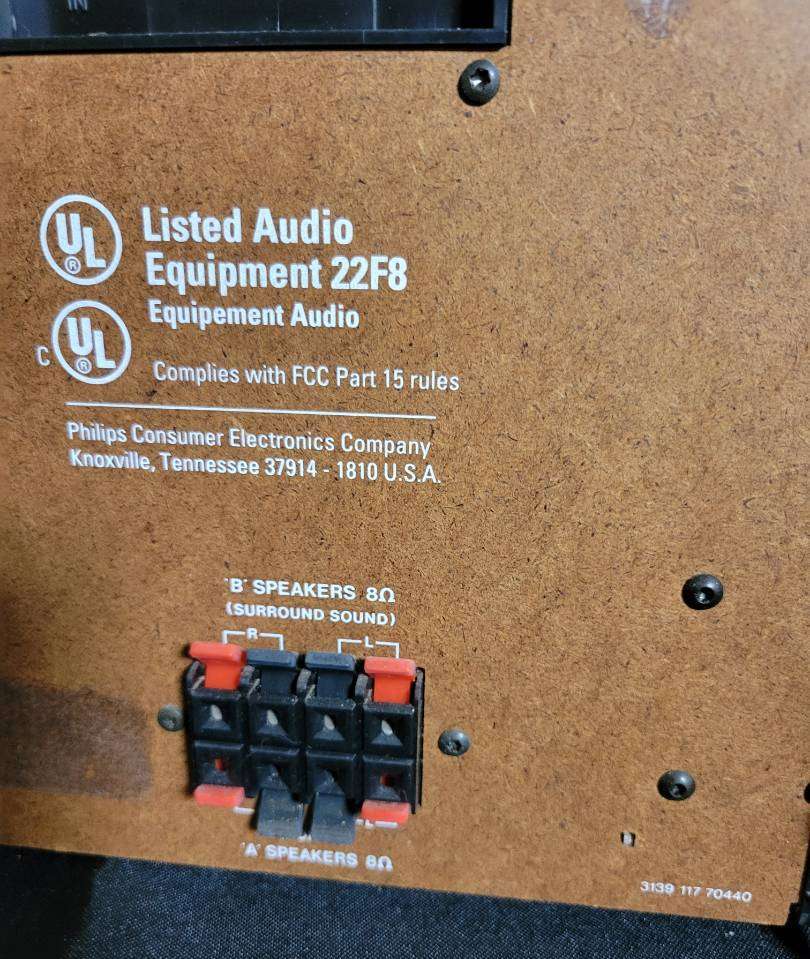 IN
UL
®
Listed Audio
Equipment 22F8
Equipement Audio
C
UL
®
Complies with FCC Part 15 rules
Philips Consumer Electronics Company
Knoxville, Tennessee 37914 - 1810 U.S.A.
'B' SPEAKERS 8Ω
(SURROUND SOUND)
R L
L
'A' SPEAKERS 8Ω
3139 117 70440